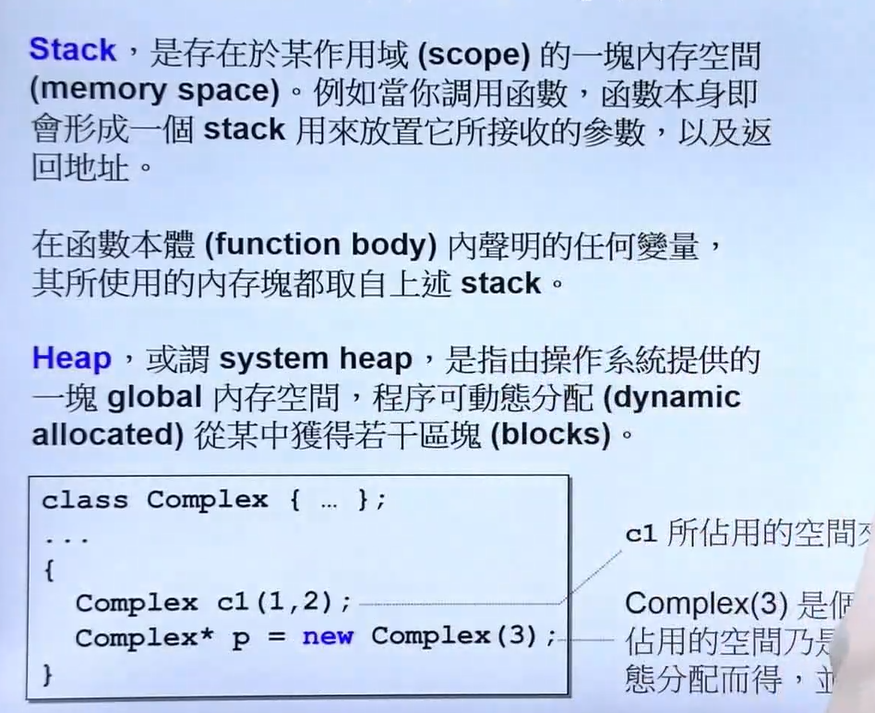 Stack，是存在於某作用域 (scope) 的一塊內存空間
(memory space)。例如當你調用函數，函數本身即
會形成一個 stack 用來放置它所接收的參數，以及返
回地址。
在函數本體 (function body) 內聲明的任何變量，
其所使用的內存塊都取自上述 stack。
Heap，或謂 system heap，是指由操作系統提供的
一塊 global 內存空間，程序可動態分配 (dynamic
allocated) 從某中獲得若干區塊 (blocks)。
class Complex { … };
...
{
Complex c1(1,2);
Complex* p = new Complex(3);
}
c1 所佔用的空間
Complex(3) 是個
佔用的空間乃是
態分配而得，並